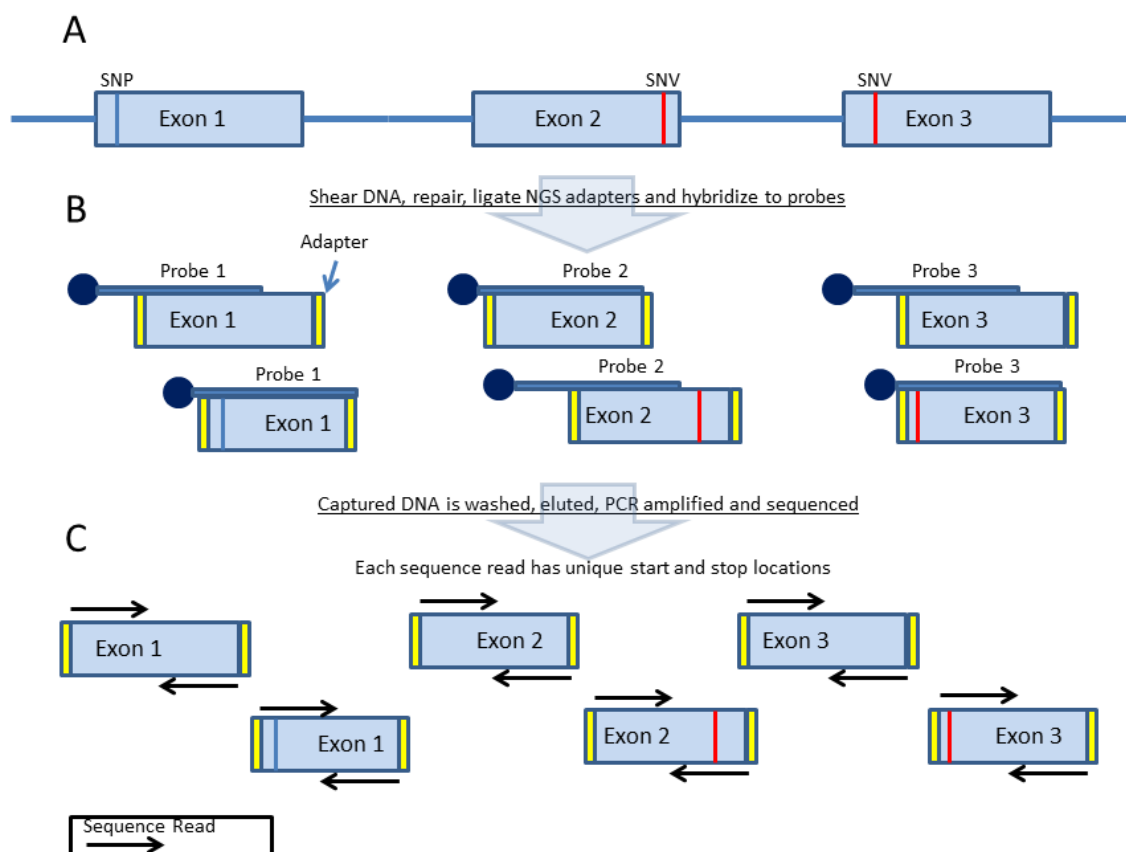 A
SNP
SNV
SNV
Exon 1
Exon 2
Exon 3
Shear DNA, repair, ligate NGS adapters and hybridize to probes
B
Adapter
Probe 1
Probe 2
Probe 3
Exon 1
Exon 2
Exon 3
Probe 1
Probe 2
Probe 3
Exon 1
Exon 2
Exon 3
Captured DNA is washed, eluted, PCR amplified and sequenced
C
Each sequence read has unique start and stop locations
Exon 1
Exon 2
Exon 3
Exon 1
Exon 2
Exon 3
Sequence Read